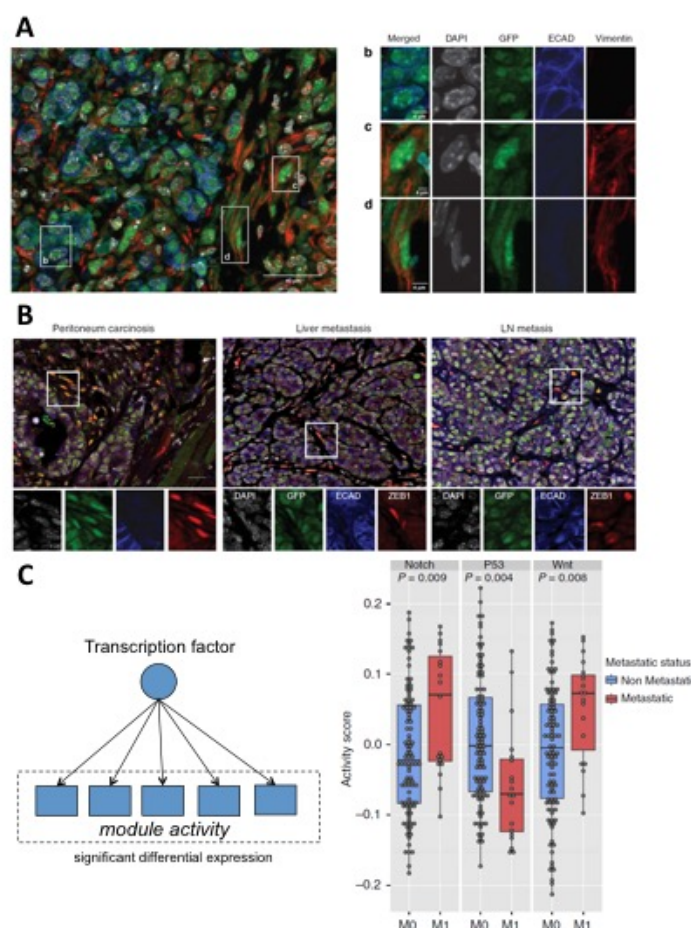 A
Merged DAPI GFP ECAD Vimentin
b
c
d
b
c
d
B
Peritoneum carcinosis Liver metastasis LN metasis
DAPI GFP ECAD ZEB1 DAPI GFP ECAD ZEB1
C
Transcription factor
module activity
significant differential expression
Notch P53 Wnt
P = 0.009 P = 0.004 P = 0.008
Activity score
0.2
0.1
0.0
−0.1
−0.2
M0 M1 M0 M1 M0 M1
Metastatic status
Non Metastati
Metastatic